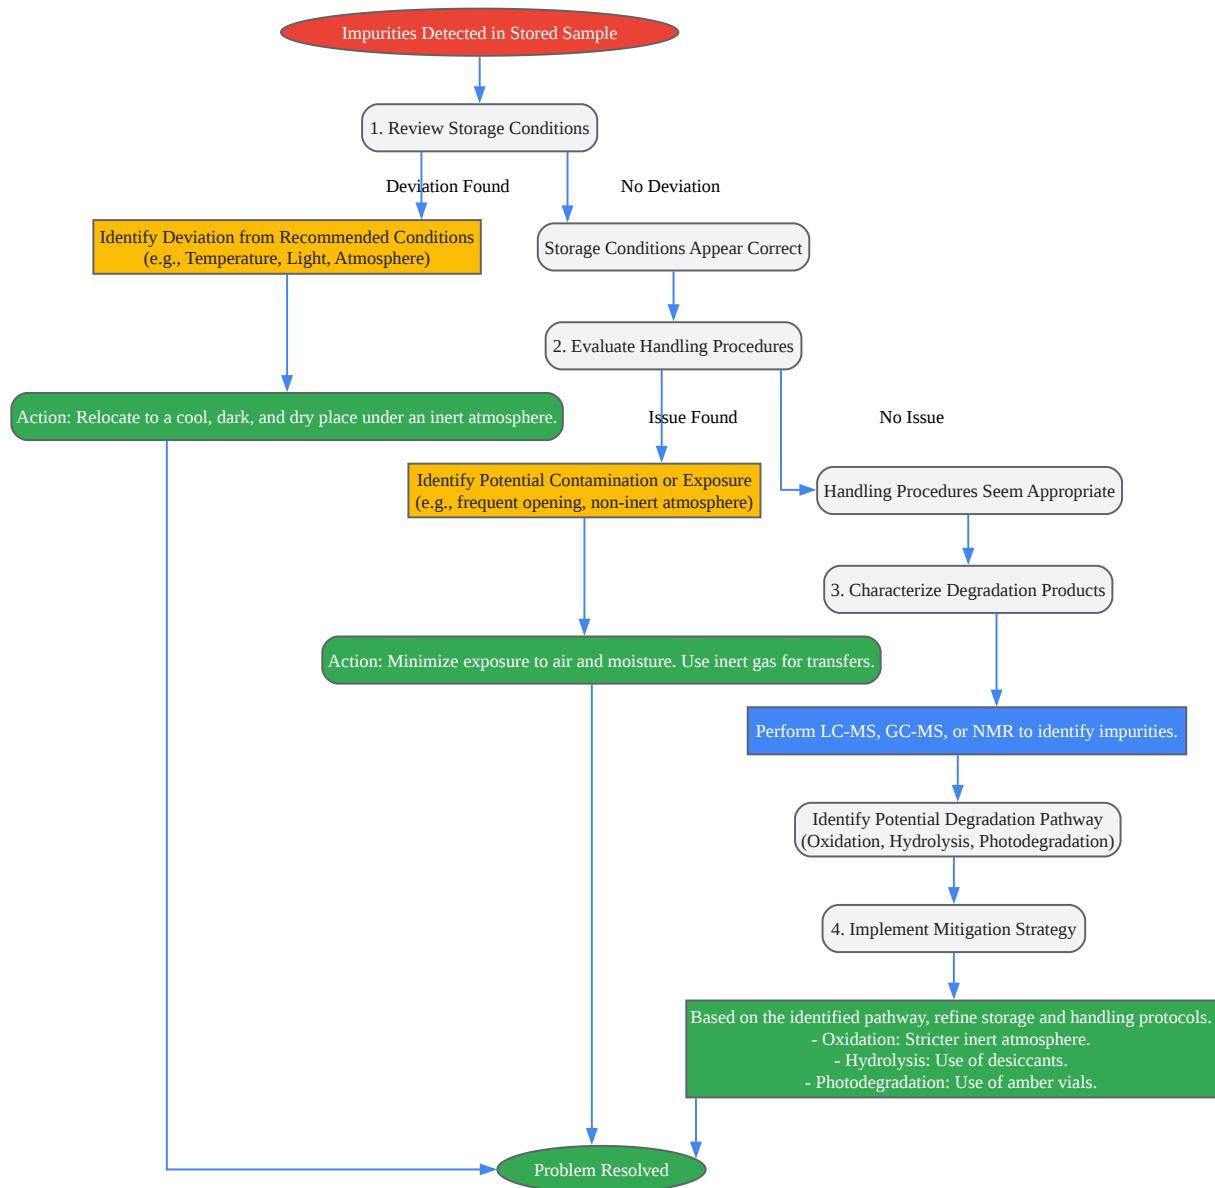 Impurities Detected in Stored Sample
1. Review Storage Conditions
Deviation Found
No Deviation
Identify Deviation from Recommended Conditions
(e.g., Temperature, Light, Atmosphere)
Storage Conditions Appear Correct
2. Evaluate Handling Procedures
Action: Relocate to a cool, dark, and dry place under an inert atmosphere.
Issue Found
No Issue
Identify Potential Contamination or Exposure
(e.g., frequent opening, non-inert atmosphere)
Handling Procedures Seem Appropriate
3. Characterize Degradation Products
Action: Minimize exposure to air and moisture. Use inert gas for transfers.
Perform LC-MS, GC-MS, or NMR to identify impurities.
Identify Potential Degradation Pathway
(Oxidation, Hydrolysis, Photodegradation)
4. Implement Mitigation Strategy
Based on the identified pathway, refine storage and handling protocols.
- Oxidation: Stricter inert atmosphere.
- Hydrolysis: Use of desiccants.
- Photodegradation: Use of amber vials.
Problem Resolved